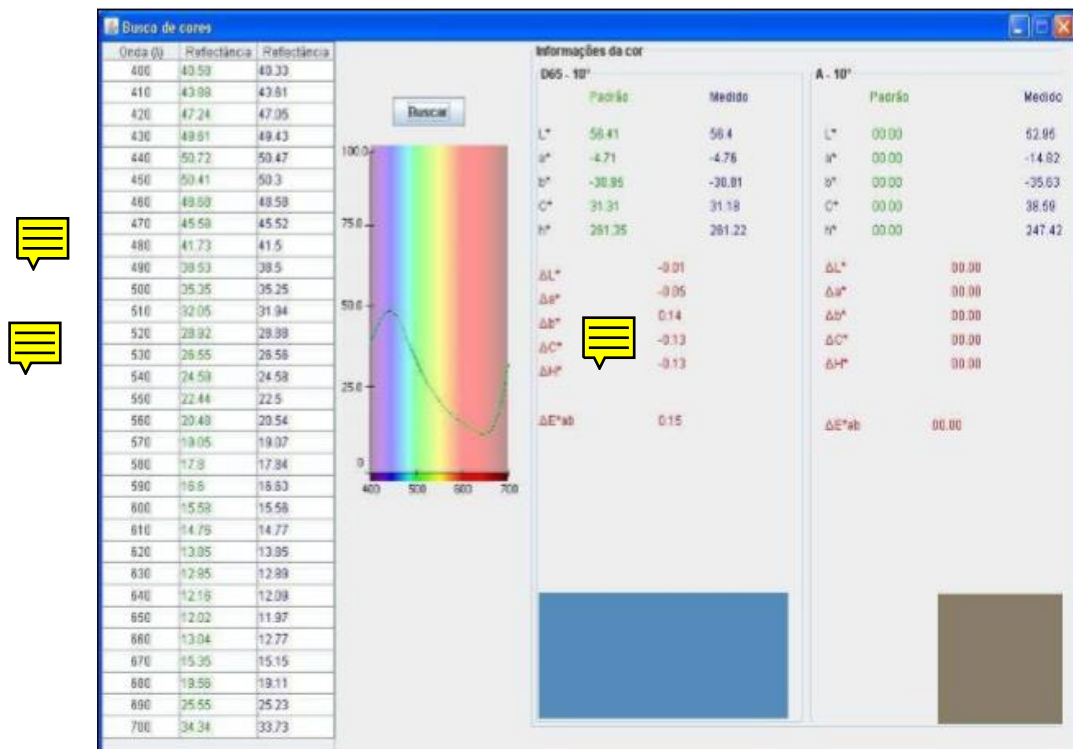 Busca de cores
Onda (λ) Refletância Refletância
400 40.58 40.33
410 43.88 43.61
420 47.24 47.05
430 49.61 49.43
440 50.72 50.47
450 50.41 50.3
460 48.68 48.58
470 45.58 45.52
480 41.73 41.5
490 38.53 38.5
500 35.35 35.25
510 32.05 31.94
520 28.92 28.88
530 26.55 26.56
540 24.58 24.58
550 22.44 22.5
560 20.48 20.54
570 19.05 19.07
580 17.8 17.84
590 16.6 16.63
600 15.58 15.58
610 14.76 14.77
620 13.85 13.85
630 12.85 12.89
640 12.16 12.09
650 12.02 11.97
660 13.04 12.77
670 15.35 15.15
680 19.56 19.11
690 25.55 25.23
700 34.34 33.73
Buscar
100.0
75.0
50.0
25.0
0
400 500 600 700
Informações da cor
D65 - 10°
Padrão Medido
L* 56.41 56.4
a* -4.71 -4.76
b* -30.95 -30.81
C* 31.31 31.18
h* 261.35 261.22
ΔL* -0.01
Δa* -0.05
Δb* 0.14
ΔC* -0.13
ΔH* -0.13
ΔE*ab 0.15
A - 10°
Padrão Medido
L* 00.00 52.95
a* 00.00 -14.82
b* 00.00 -35.63
C* 00.00 38.59
h* 00.00 247.42
ΔL* 00.00
Δa* 00.00
Δb* 00.00
ΔC* 00.00
ΔH* 00.00
ΔE*ab 00.00